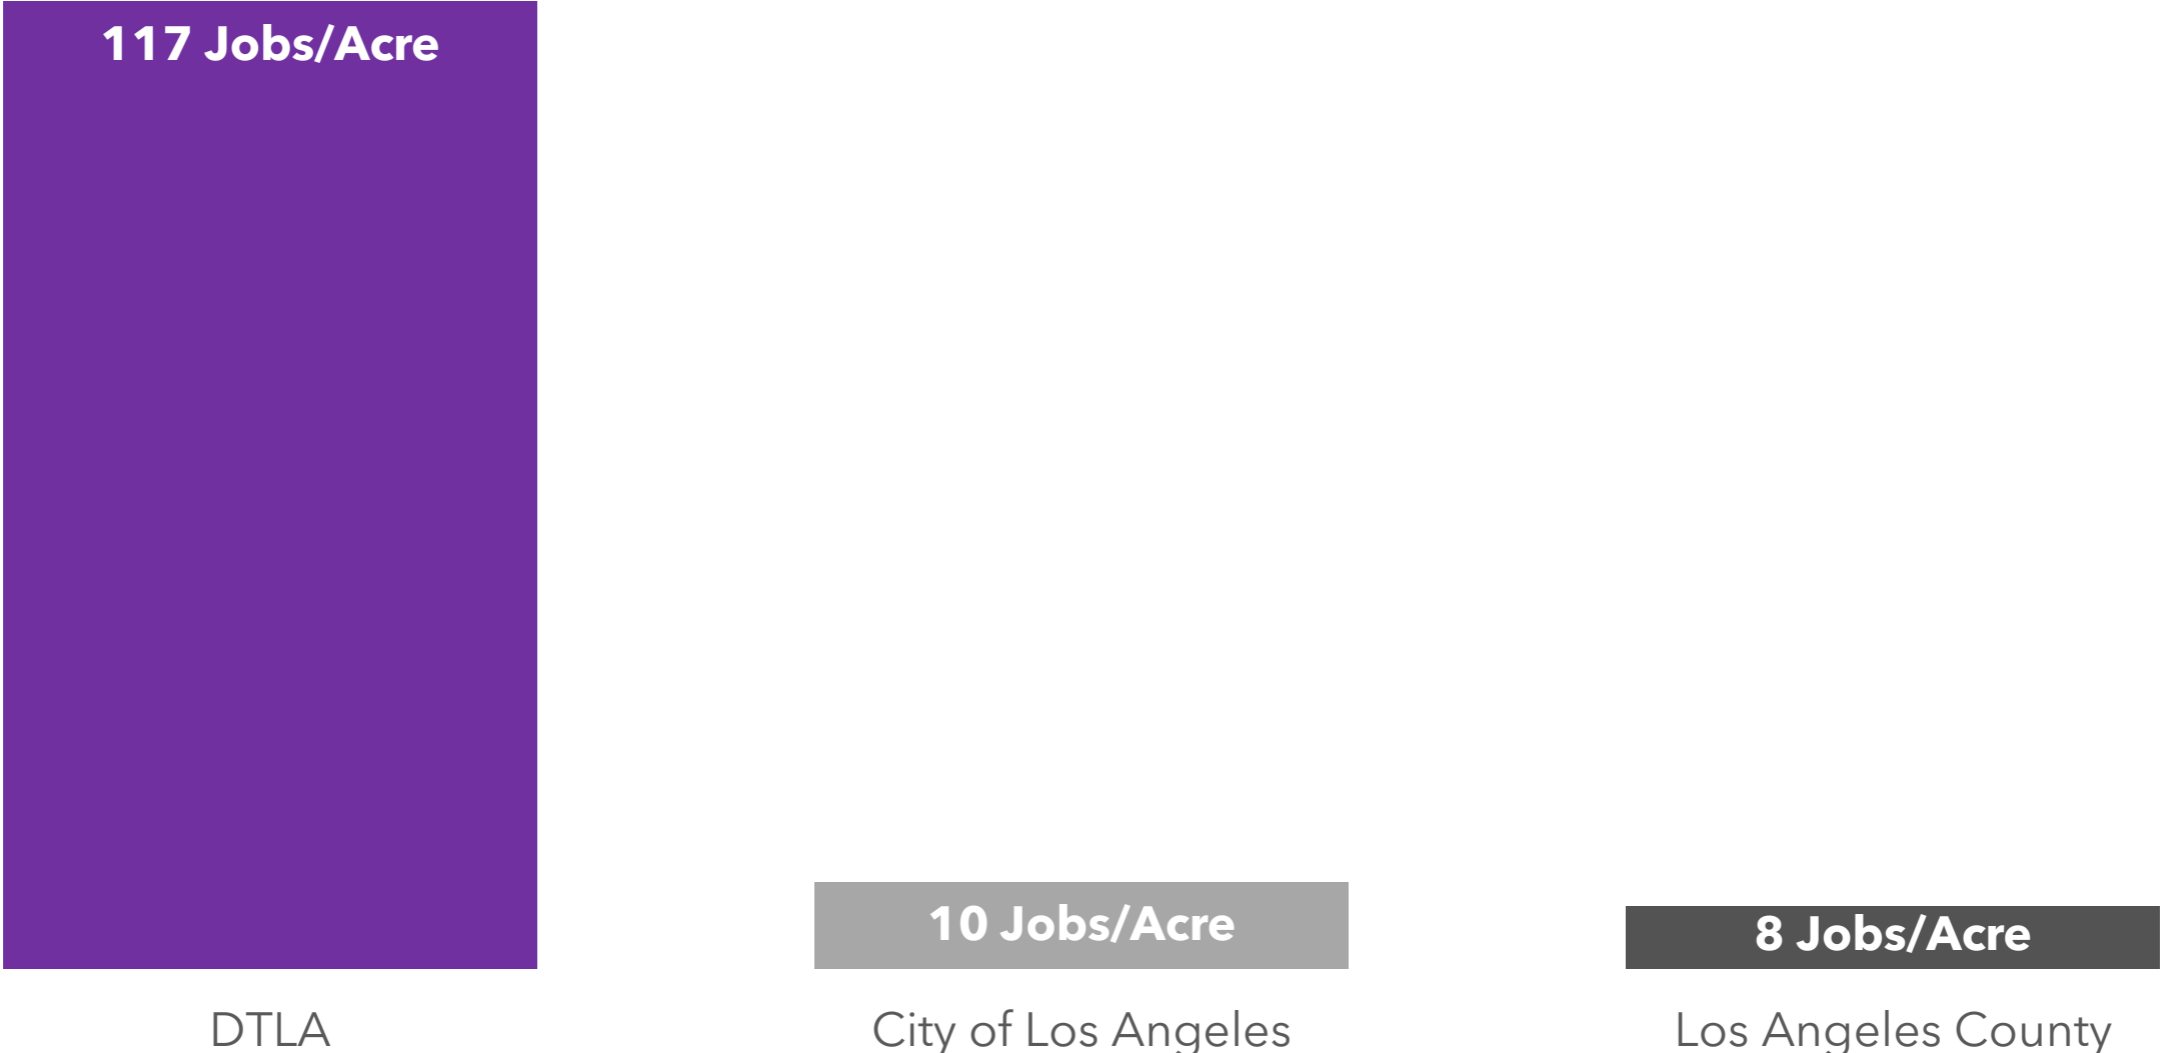 117 Jobs/Acre
10 Jobs/Acre
8 Jobs/Acre
DTLA
City of Los Angeles
Los Angeles County